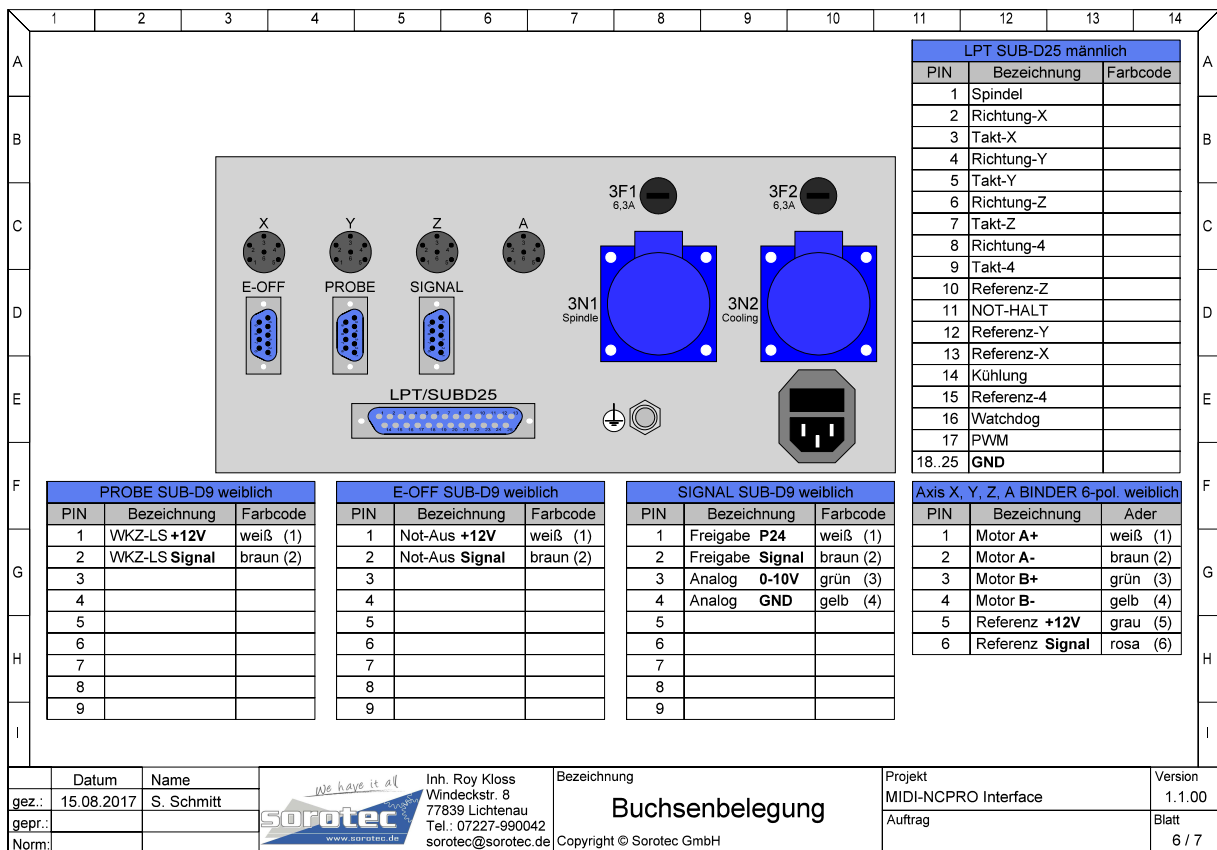 1 2 3 4 5 6 7 8 9 10 11 12 13 14
A A
B B
C C
D D
E E
F F
G G
H H
I I
LPT SUB-D25 männlich
PIN Bezeichnung Farbcode
1 Spindel
2 Richtung-X
3 Takt-X
4 Richtung-Y
5 Takt-Y
6 Richtung-Z
7 Takt-Z
8 Richtung-4
9 Takt-4
10 Referenz-Z
11 NOT-HALT
12 Referenz-Y
13 Referenz-X
14 Kühlung
15 Referenz-4
16 Watchdog
17 PWM
18..25 GND
3F1
6,3A
3F2
6,3A
X Y Z A
E-OFF PROBE SIGNAL
3N1
Spindle
3N2
Cooling
LPT/SUBD25
PROBE SUB-D9 weiblich
PIN Bezeichnung Farbcode
1 WKZ-LS +12V weiß (1)
2 WKZ-LS Signal braun (2)
3
4
5
6
7
8
9
E-OFF SUB-D9 weiblich
PIN Bezeichnung Farbcode
1 Not-Aus +12V weiß (1)
2 Not-Aus Signal braun (2)
3
4
5
6
7
8
9
SIGNAL SUB-D9 weiblich
PIN Bezeichnung Farbcode
1 Freigabe P24 weiß (1)
2 Freigabe Signal braun (2)
3 Analog 0-10V grün (3)
4 Analog GND gelb (4)
5
6
7
8
9
Axis X, Y, Z, A BINDER 6-pol. weiblich
PIN Bezeichnung Ader
1 Motor A+ weiß (1)
2 Motor A- braun (2)
3 Motor B+ grün (3)
4 Motor B- gelb (4)
5 Referenz +12V grau (5)
6 Referenz Signal rosa (6)
Datum Name
gez.: 15.08.2017 S. Schmitt
gepr.:
Norm:
We have it all
sorotec
www.sorotec.de
Inh. Roy Kloss
Windeckstr. 8
77839 Lichtenau
Tel.: 07227-990042
sorotec@sorotec.de
Bezeichnung
Buchsenbelegung
Copyright © Sorotec GmbH
Projekt
MIDI-NCPRO Interface
Auftrag
Version
1.1.00
Blatt
6 / 7